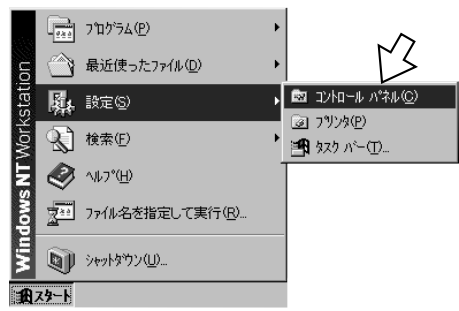 Windows NT Workstation
ﾌﾟﾛｸﾞﾗﾑ(P)
最近使ったﾌｧｲﾙ(D)
設定(S)
検索(F)
ﾍﾙﾌﾟ(H)
ﾌｧｲﾙ名を指定して実行(R)...
ｼｬｯﾄﾀﾞｳﾝ(U)...
ｽﾀｰﾄ
ｺﾝﾄﾛｰﾙ ﾊﾟﾈﾙ(C)
ﾌﾟﾘﾝﾀ(P)
ﾀｽｸ ﾊﾞｰ(T)...